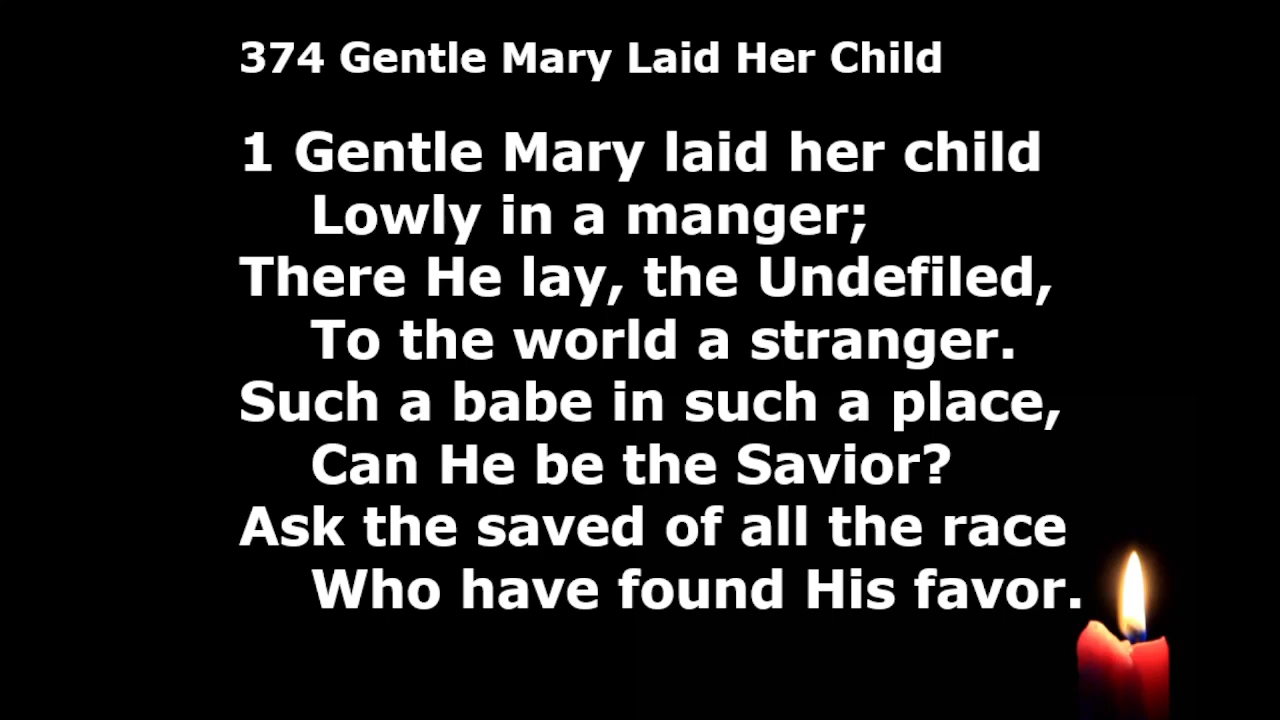 374 Gentle Mary Laid Her Child
1 Gentle Mary laid her child
Lowly in a manger;
There He lay, the Undefiled,
To the world a stranger.
Such a babe in such a place,
Can He be the Savior?
Ask the saved of all the race
Who have found His favor.